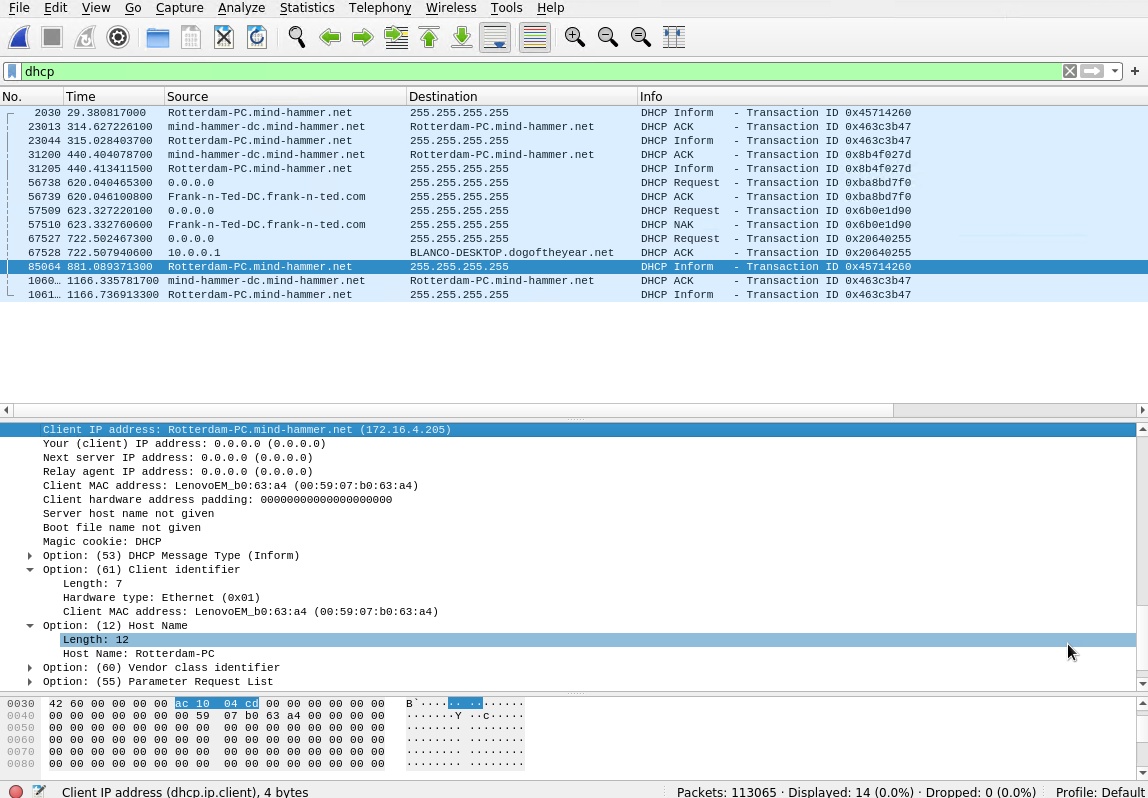 File Edit View Go Capture Analyze Statistics Telephony Wireless Tools Help
dhcp
No. Time Source Destination Info
2030 29.380817000 Rotterdam-PC.mind-hammer.net 255.255.255.255 DHCP Inform - Transaction ID 0x45714260
23013 314.627226100 mind-hammer-dc.mind-hammer.net Rotterdam-PC.mind-hammer.net DHCP ACK - Transaction ID 0x463c3b47
23044 315.028403700 Rotterdam-PC.mind-hammer.net 255.255.255.255 DHCP Inform - Transaction ID 0x463c3b47
31200 440.404078700 mind-hammer-dc.mind-hammer.net Rotterdam-PC.mind-hammer.net DHCP ACK - Transaction ID 0x8b4f027d
31205 440.413411500 Rotterdam-PC.mind-hammer.net 255.255.255.255 DHCP Inform - Transaction ID 0x8b4f027d
56738 620.040465300 0.0.0.0 255.255.255.255 DHCP Request - Transaction ID 0xba8bd7f0
56739 620.046100800 Frank-n-Ted-DC.frank-n-ted.com 255.255.255.255 DHCP ACK - Transaction ID 0xba8bd7f0
57509 623.327220100 0.0.0.0 255.255.255.255 DHCP Request - Transaction ID 0x6b0e1d90
57510 623.332760600 Frank-n-Ted-DC.frank-n-ted.com 255.255.255.255 DHCP NAK - Transaction ID 0x6b0e1d90
67527 722.502467300 0.0.0.0 255.255.255.255 DHCP Request - Transaction ID 0x20640255
67528 722.507940600 10.0.0.1 BLANCO-DESKTOP.dogoftheyear.net DHCP ACK - Transaction ID 0x20640255
85064 881.089371300 Rotterdam-PC.mind-hammer.net 255.255.255.255 DHCP Inform - Transaction ID 0x45714260
1060… 1166.335781700 mind-hammer-dc.mind-hammer.net Rotterdam-PC.mind-hammer.net DHCP ACK - Transaction ID 0x463c3b47
1061… 1166.736913300 Rotterdam-PC.mind-hammer.net 255.255.255.255 DHCP Inform - Transaction ID 0x463c3b47
Client IP address: Rotterdam-PC.mind-hammer.net (172.16.4.205)
Your (client) IP address: 0.0.0.0 (0.0.0.0)
Next server IP address: 0.0.0.0 (0.0.0.0)
Relay agent IP address: 0.0.0.0 (0.0.0.0)
Client MAC address: LenovoEM_b0:63:a4 (00:59:07:b0:63:a4)
Client hardware address padding: 00000000000000000000
Server host name not given
Boot file name not given
Magic cookie: DHCP
Option: (53) DHCP Message Type (Inform)
Option: (61) Client identifier
Length: 7
Hardware type: Ethernet (0x01)
Client MAC address: LenovoEM_b0:63:a4 (00:59:07:b0:63:a4)
Option: (12) Host Name
Length: 12
Host Name: Rotterdam-PC
Option: (60) Vendor class identifier
Option: (55) Parameter Request List
0030 42 60 00 00 00 00 ac 10 04 cd 00 00 00 00 00 00 B`···· ·· ·······
0040 00 00 00 00 00 00 00 59 07 b0 63 a4 00 00 00 00 ·······Y ··c·····
0050 00 00 00 00 00 00 00 00 00 00 00 00 00 00 00 00 ········ ········
0060 00 00 00 00 00 00 00 00 00 00 00 00 00 00 00 00 ········ ········
0070 00 00 00 00 00 00 00 00 00 00 00 00 00 00 00 00 ········ ········
0080 00 00 00 00 00 00 00 00 00 00 00 00 00 00 00 00 ········ ········
Client IP address (dhcp.ip.client), 4 bytes Packets: 113065 · Displayed: 14 (0.0%) · Dropped: 0 (0.0%) Profile: Default